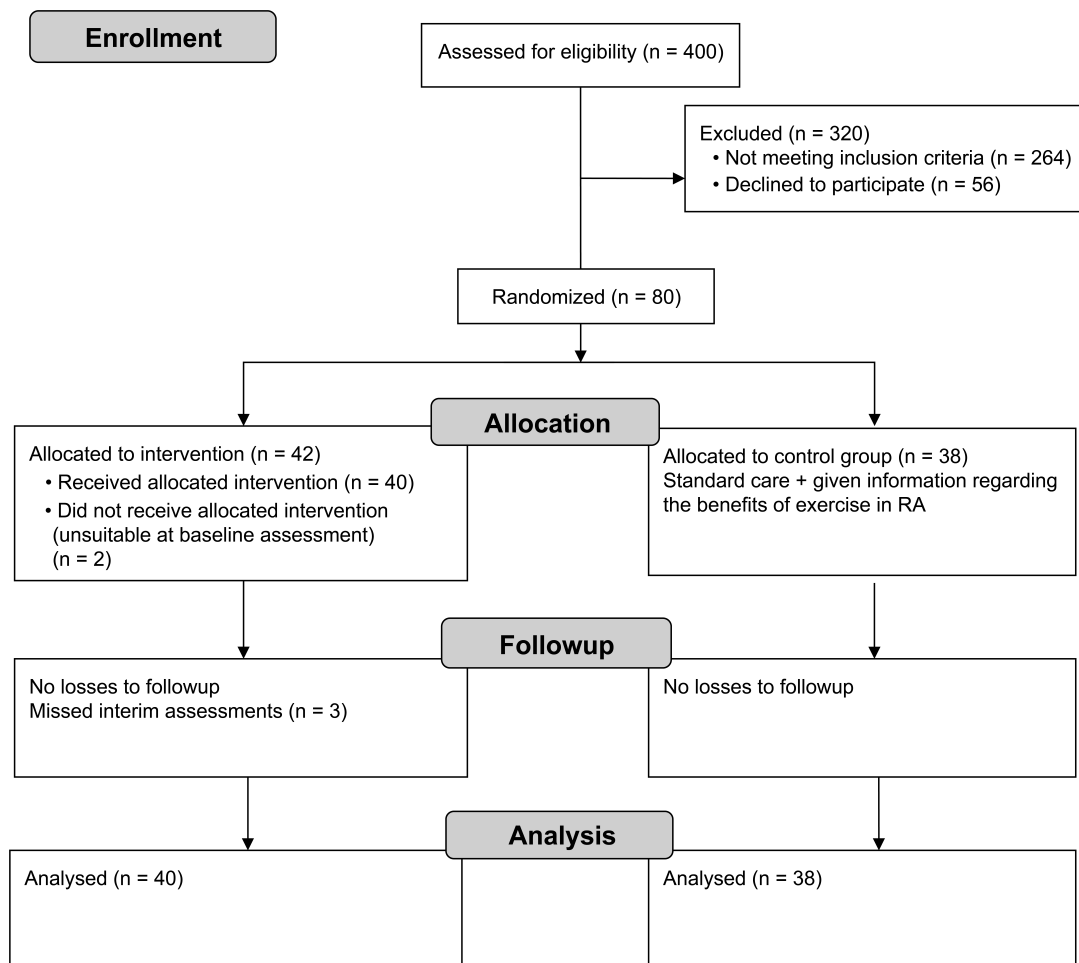 Enrollment
Assessed for eligibility (n = 400)
Excluded (n = 320)
• Not meeting inclusion criteria (n = 264)
• Declined to participate (n = 56)
Randomized (n = 80)
Allocation
Allocated to intervention (n = 42)
• Received allocated intervention (n = 40)
• Did not receive allocated intervention
(unsuitable at baseline assessment)
(n = 2)
Allocated to control group (n = 38)
Standard care + given information regarding
the benefits of exercise in RA
Followup
No losses to followup
Missed interim assessments (n = 3)
No losses to followup
Analysis
Analysed (n = 40)
Analysed (n = 38)